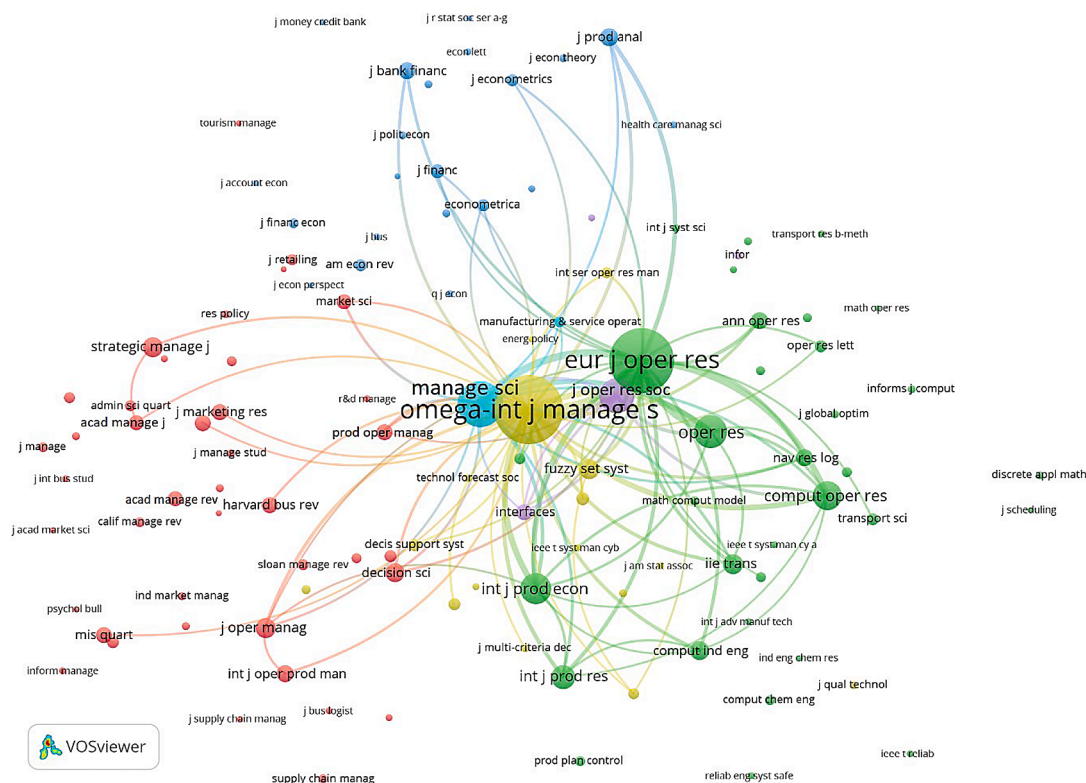 j r stat soc ser a-g
j money credit bank
j prod anal
econ lett
j econ theory
j bank financ
j econometrics
tourism manage
health care manag sci
j polit econ
j financ
j account econ
econometrica
j financ econ
int j syst sci
transport res b-meth
j bus
infor
j retailing
am econ rev
int ser oper res man
j econ perspect
q j econ
market sci
math oper res
res policy
manufacturing & service operat
ann oper res
energ policy
strategic manage j
oper res lett
eur j oper res
manage sci
j oper res soc
informs j comput
r&d manage
admin sci quart
omega-int j manage s
j marketing res
j global optim
acad manage j
prod oper manag
oper res
j manage
j manage stud
nav res log
fuzzy set syst
j int bus stud
technol forecast soc
discrete appl math
acad manage rev
comput oper res
math comput model
harvard bus rev
j scheduling
interfaces
calif manage rev
transport sci
j acad market sci
decis support syst
ieee t syst man cyb
ieee t syst man cy a
sloan manage rev
iie trans
j am stat assoc
decision sci
int j prod econ
ind market manag
psychol bull
int j adv manuf tech
j oper manag
mis quart
j multi-criteria dec
comput ind eng
ind eng chem res
inform manage
int j oper prod man
int j prod res
j qual technol
comput chem eng
j bus logist
j supply chain manag
VOSviewer
ieee t reliab
prod plan control
supply chain manag
reliab eng syst safe